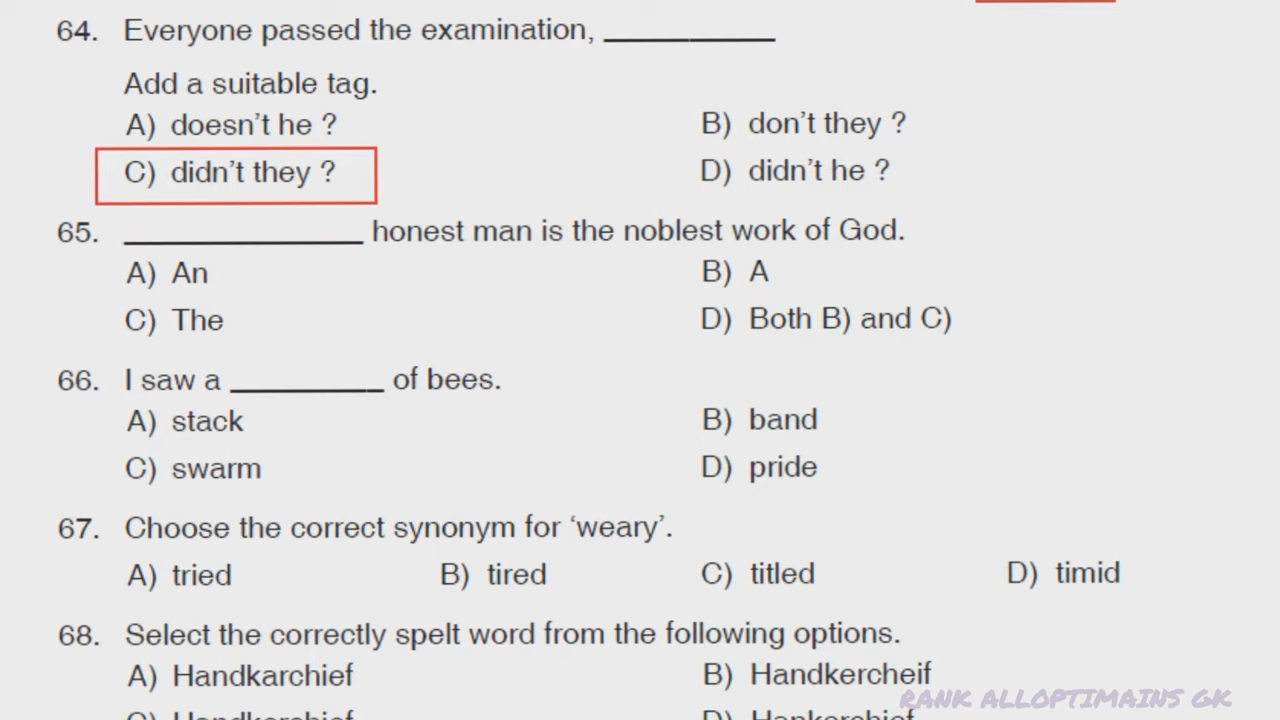 64. Everyone passed the examination, __________
Add a suitable tag.
A) doesn’t he ?
B) don’t they ?
C) didn’t they ?
D) didn’t he ?
65. ______________ honest man is the noblest work of God.
A) An
B) A
C) The
D) Both B) and C)
66. I saw a _________ of bees.
A) stack
B) band
C) swarm
D) pride
67. Choose the correct synonym for ‘weary’.
A) tried B) tired C) titled D) timid
68. Select the correctly spelt word from the following options.
A) Handkarchief
B) Handkercheif
RANK ALLOPTIMAINS GK